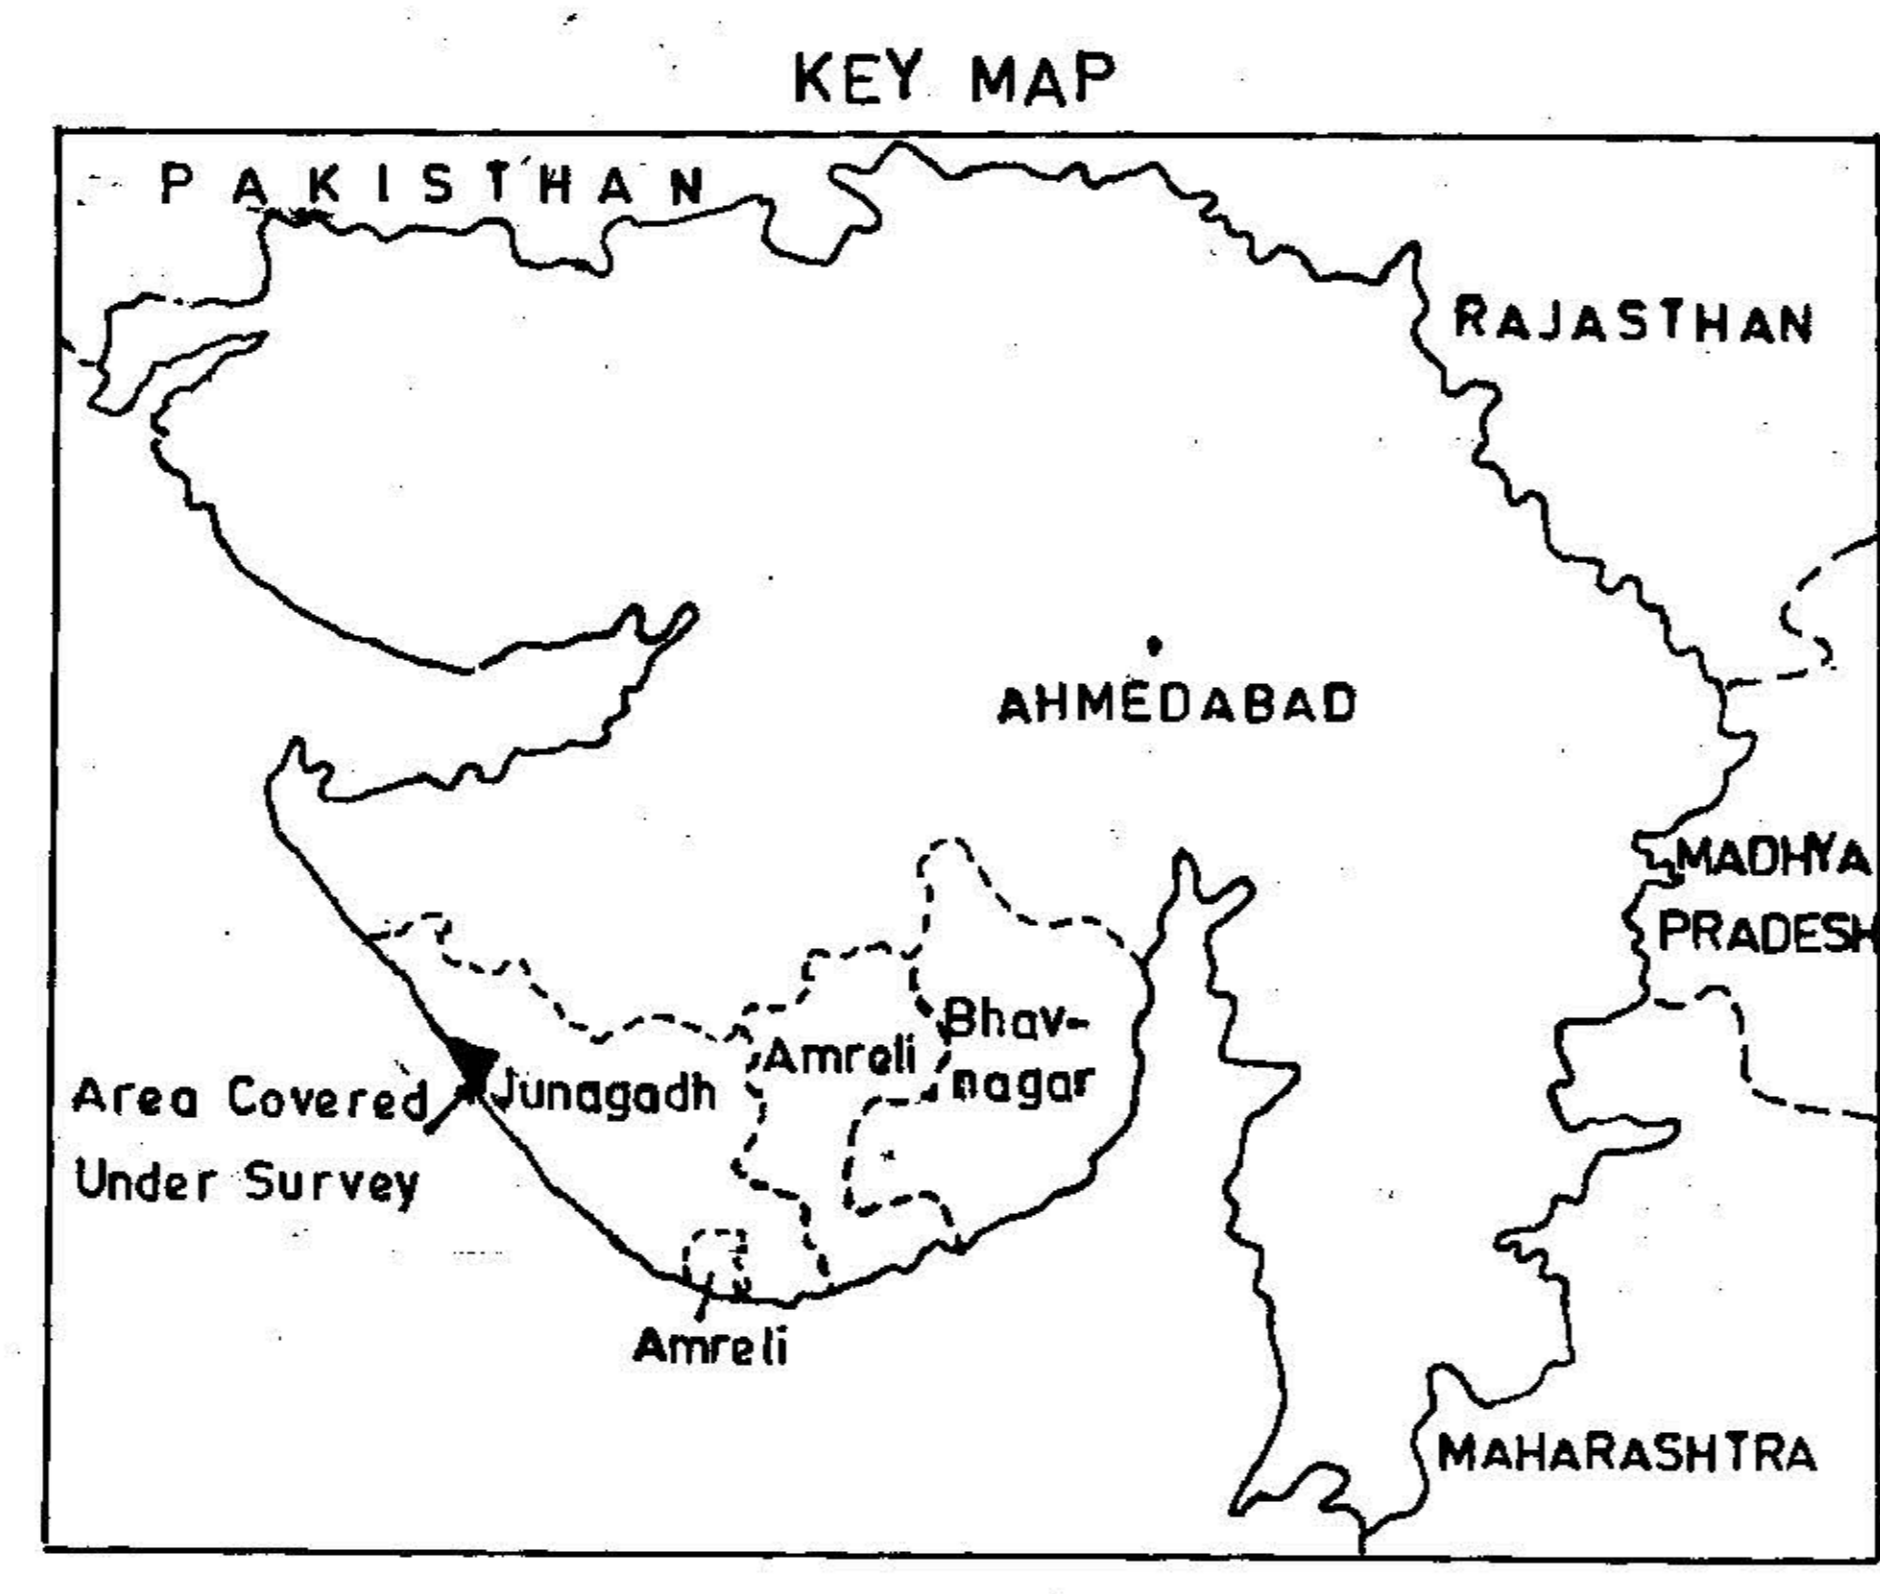 KEY MAP
PAKISTHAN
RAJASTHAN
AHMEDABAD
MADHYA
PRADESH
Bhav-
nagar
Amreli
Junagadh
Area Covered
Under Survey
Amreli
MAHARASHTRA